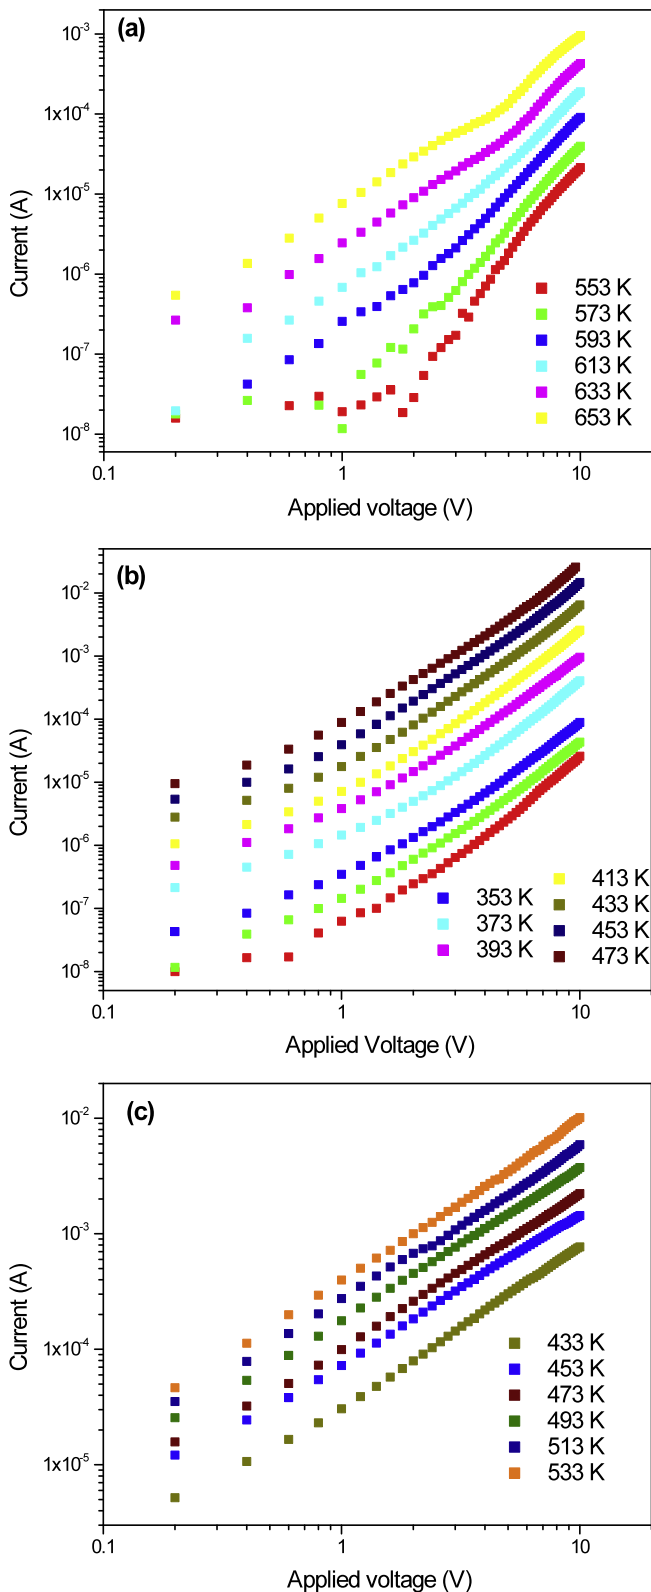 (a)
10⁻³
1x10⁻⁴
1x10⁻⁵
10⁻⁶
10⁻⁷
10⁻⁸
Current (A)
553 K
573 K
593 K
613 K
633 K
653 K
0.1
1
10
Applied voltage (V)
(b)
10⁻²
10⁻³
1x10⁻⁴
1x10⁻⁵
10⁻⁶
10⁻⁷
10⁻⁸
Current (A)
353 K
373 K
393 K
413 K
433 K
453 K
473 K
0.1
1
10
Applied Voltage (V)
(c)
10⁻²
10⁻³
1x10⁻⁴
1x10⁻⁵
Current (A)
433 K
453 K
473 K
493 K
513 K
533 K
0.1
1
10
Applied voltage (V)